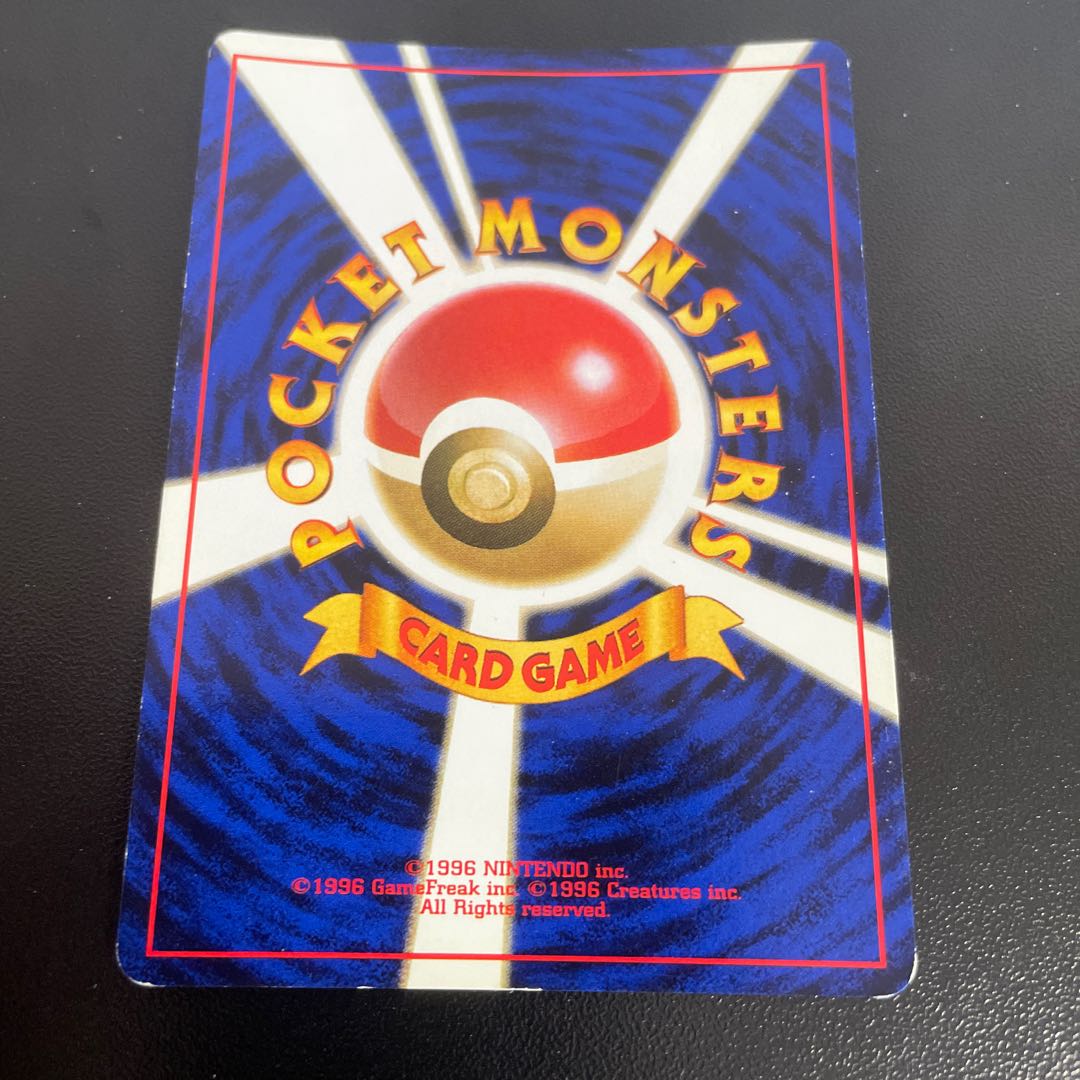 POCKET MONSTERS
CARD GAME
©1996 NINTENDO inc.
©1996 GameFreak inc. ©1996 Creatures inc.
All Rights reserved.